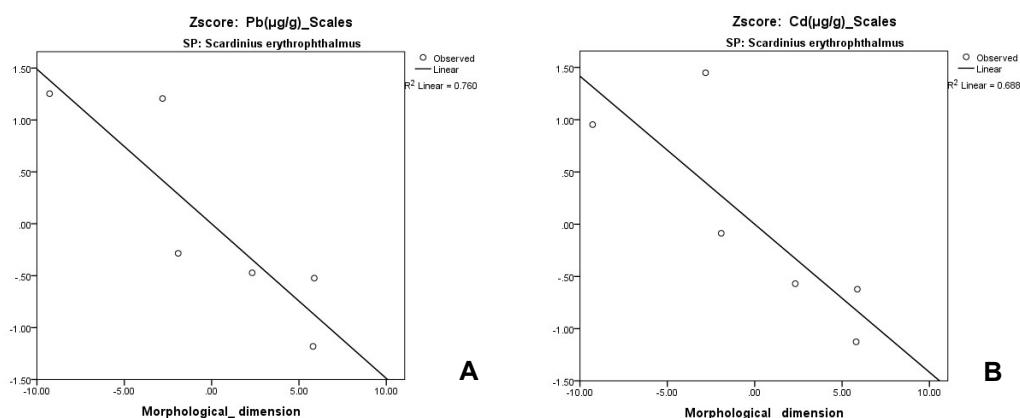 Zscore: Pb(µg/g)_Scales
SP: Scardinius erythrophthalmus
Observed
Linear
R² Linear = 0.760
1.50
1.00
.50
.00
-.50
-1.00
-1.50
-10.00 -5.00 .00 5.00 10.00
Morphological_ dimension
A
Zscore: Cd(µg/g)_Scales
SP: Scardinius erythrophthalmus
Observed
Linear
R² Linear = 0.688
1.50
1.00
.50
.00
-.50
-1.00
-1.50
-10.00 -5.00 .00 5.00 10.00
Morphological dimension
B